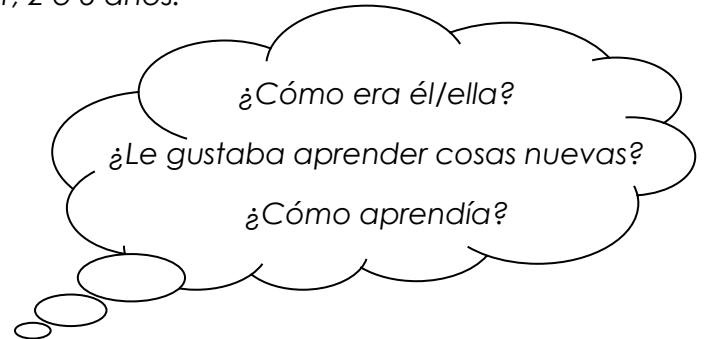 2 o 3 años.
¿Cómo era él/ella?
¿Le gustaba aprender cosas nuevas?
¿Cómo aprendía?